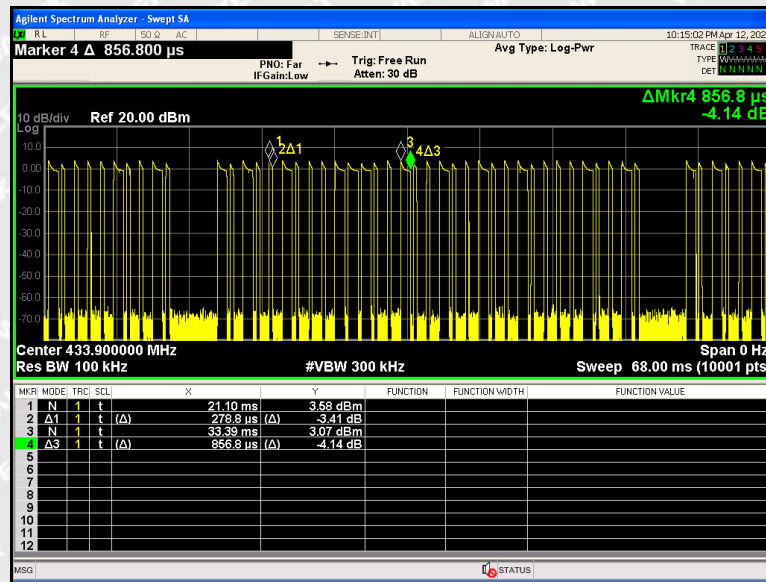 Agilent Spectrum Analyzer - Swept SA
LXI R L RF 50 Ω AC SENSE:INT ALIGN AUTO 10:15:02 PM Apr 12, 202
Marker 4 Δ 856.800 µs
PNO: Far
IFGain:Low
Trig: Free Run
Atten: 30 dB
Avg Type: Log-Pwr
TRACE 1 2 3 4 5
TYPE WWWWW
DET N N N N N
ΔMkr4 856.8 µs
-4.14 dB
10 dB/div Ref 20.00 dBm
Log
10.0
0.00
-10.0
-20.0
-30.0
-40.0
-50.0
-60.0
-70.0
1
2Δ1
3
4Δ3
Center 433.900000 MHz Span 0 Hz
Res BW 100 kHz #VBW 300 kHz Sweep 68.00 ms (10001 pts
MKR MODE TRC SCL X Y FUNCTION FUNCTION WIDTH FUNCTION VALUE
1 N 1 t 21.10 ms 3.58 dBm
2 Δ1 1 t (Δ) 278.8 µs (Δ) -3.41 dB
3 N 1 t 33.39 ms 3.07 dBm
4 Δ3 1 t (Δ) 856.8 µs (Δ) -4.14 dB
5
6
7
8
9
10
11
12
MSG STATUS